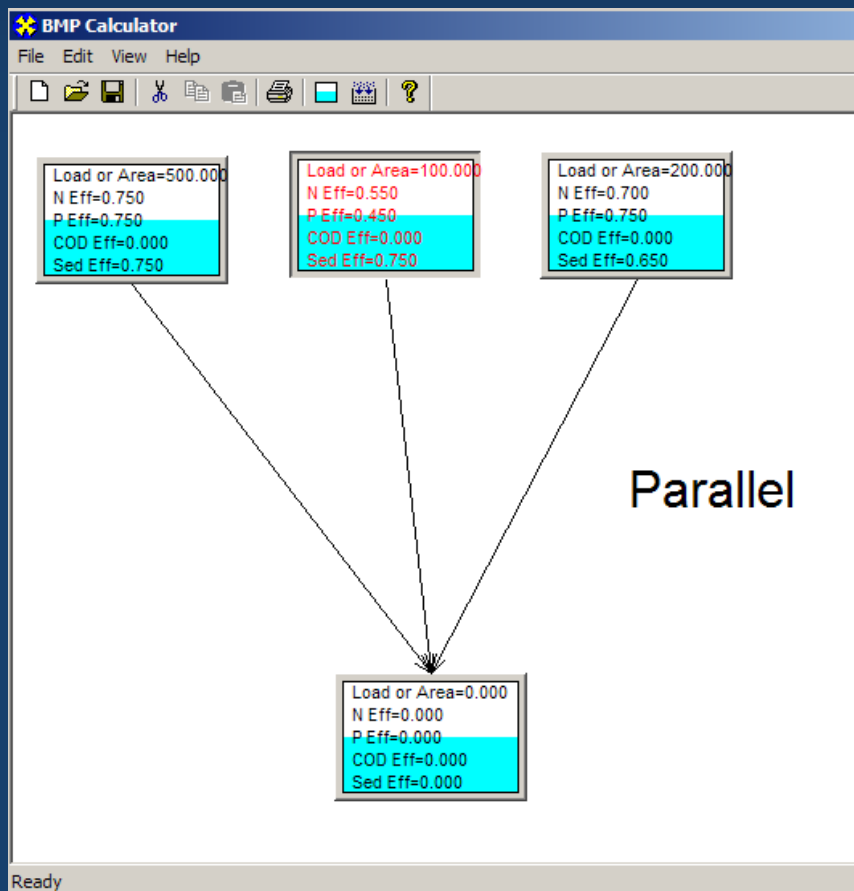 BMP Calculator
File Edit View Help
Load or Area=500.000
N Eff=0.750
P Eff=0.750
COD Eff=0.000
Sed Eff=0.750
Load or Area=100.000
N Eff=0.550
P Eff=0.450
COD Eff=0.000
Sed Eff=0.750
Load or Area=200.000
N Eff=0.700
P Eff=0.750
COD Eff=0.000
Sed Eff=0.650
Parallel
Load or Area=0.000
N Eff=0.000
P Eff=0.000
COD Eff=0.000
Sed Eff=0.000
Ready